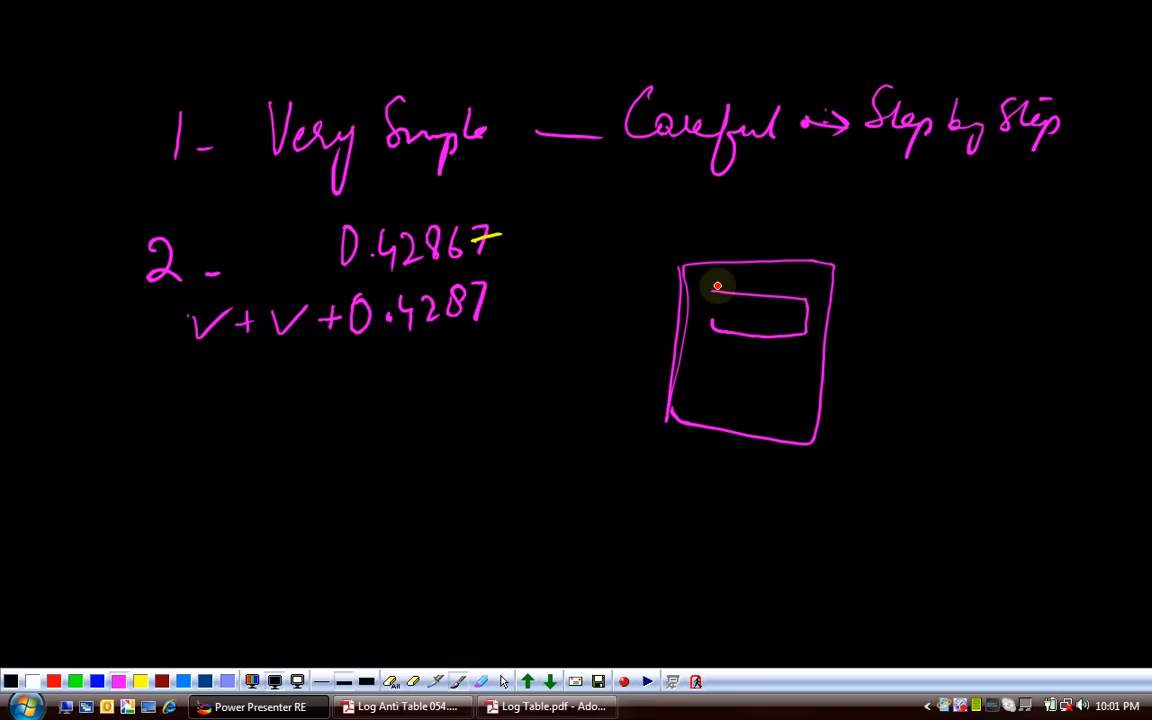 1- Very Simple — Careful → Step by Step
2- 0.42867
✓+✓+0.4287
Power Presenter RE
Log Anti Table 054....
Log Table.pdf - Ado...
10:01 PM